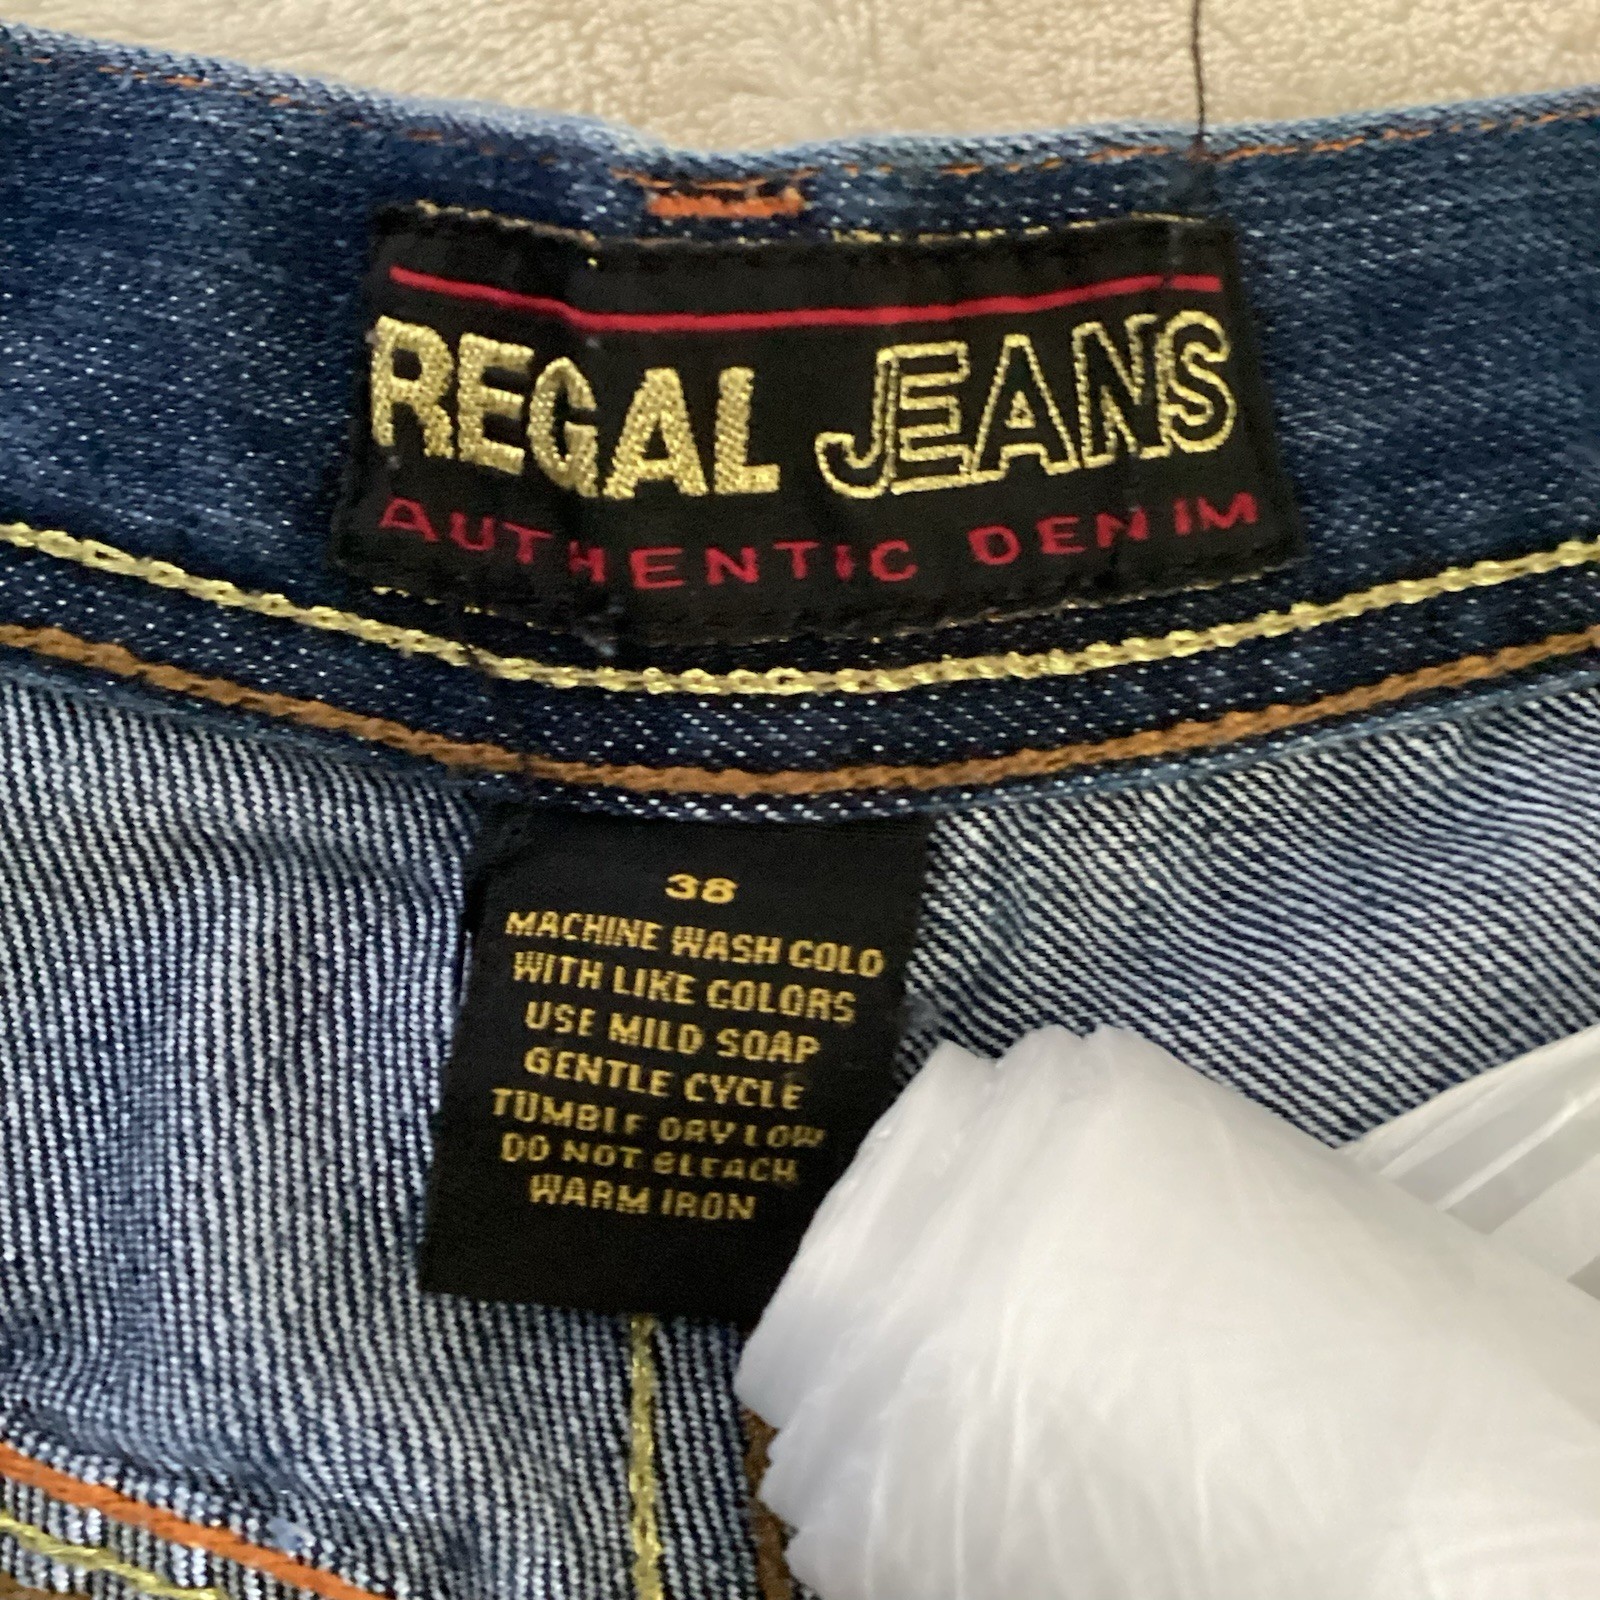 REGAL JEANS
AUTHENTIC DENIM
38
MACHINE WASH COLD
WITH LIKE COLORS
USE MILD SOAP
GENTLE CYCLE
TUMBLE DRY LOW
DO NOT BLEACH
WARM IRON